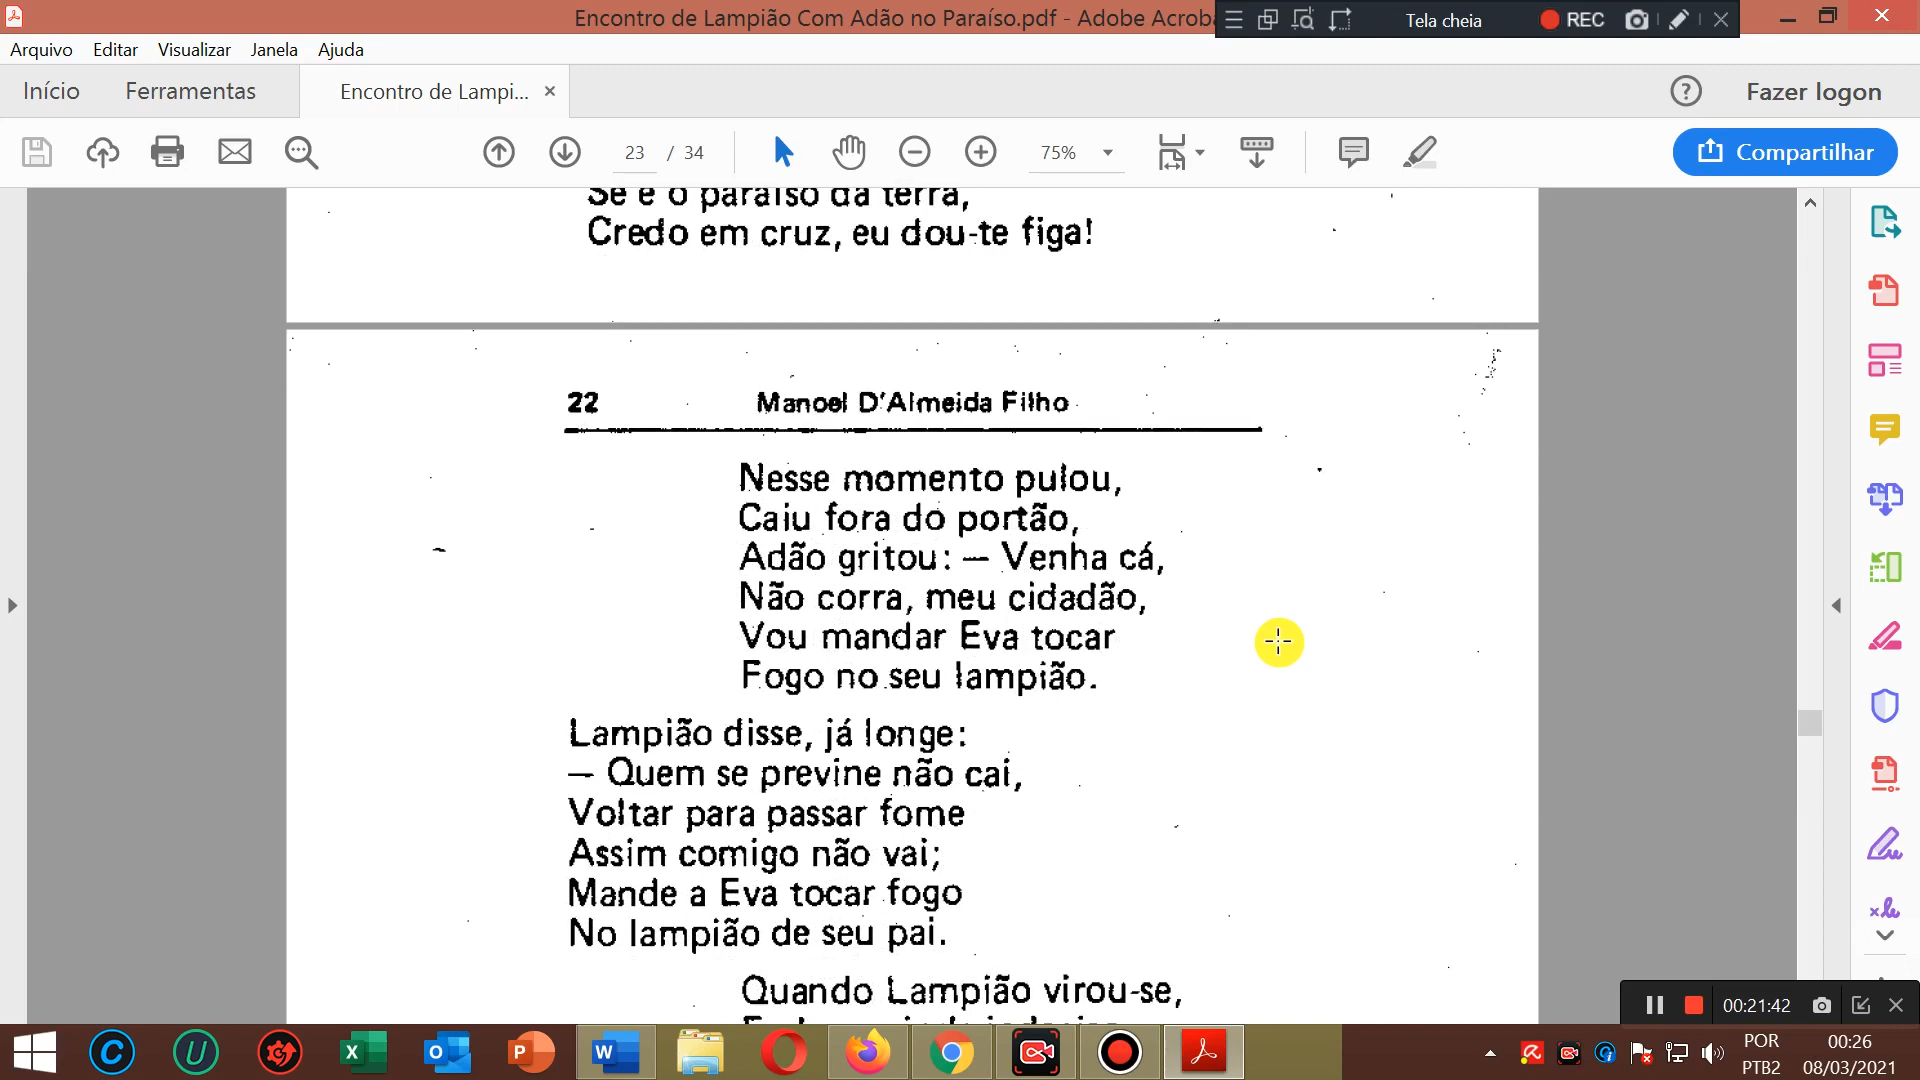 Encontro de Lampião Com Adão no Paraíso.pdf - Adobe Acroba
Tela cheia
REC
Arquivo Editar Visualizar Janela Ajuda
Início Ferramentas Encontro de Lampi... Fazer logon
23 / 34 75% Compartilhar
Se é o paraíso da terra,
Credo em cruz, eu dou-te figa!
22 Manoel D'Almeida Filho
Nesse momento pulou,
Caiu fora do portão,
Adão gritou: — Venha cá,
Não corra, meu cidadão,
Vou mandar Eva tocar
Fogo no seu lampião.
Lampião disse, já longe:
— Quem se previne não cai,
Voltar para passar fome
Assim comigo não vai;
Mande a Eva tocar fogo
No lampião de seu pai.
Quando Lampião virou-se,
00:21:42
POR 00:26
PTB2 08/03/2021